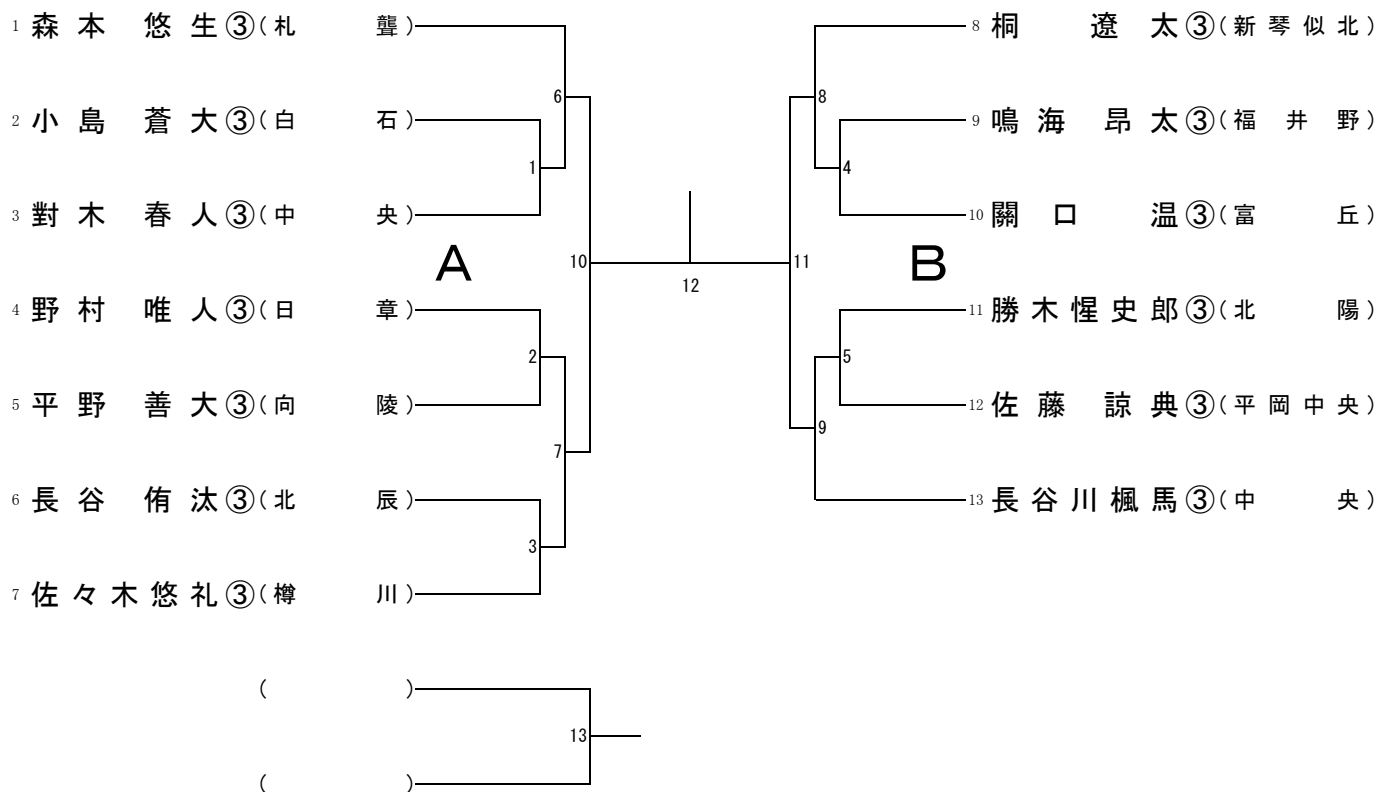 1 森本 悠生③(札聾)
2 小島 蒼大③(白石)
3 對木 春人③(中央)
4 野村 唯人③(日章)
5 平野 善大③(向陵)
6 長谷 侑汰③(北辰)
7 佐々木悠礼③(樽川)
( )
( )
6
1
2
7
3
10
A
12
13
B
11
8
4
5
9
8 桐 遼太③(新琴似北)
9 鳴海 昂太③(福井野)
10 關口 温③(富丘)
11 勝木惺史郎③(北陽)
12 佐藤 諒典③(平岡中央)
13 長谷川楓馬③(中央)